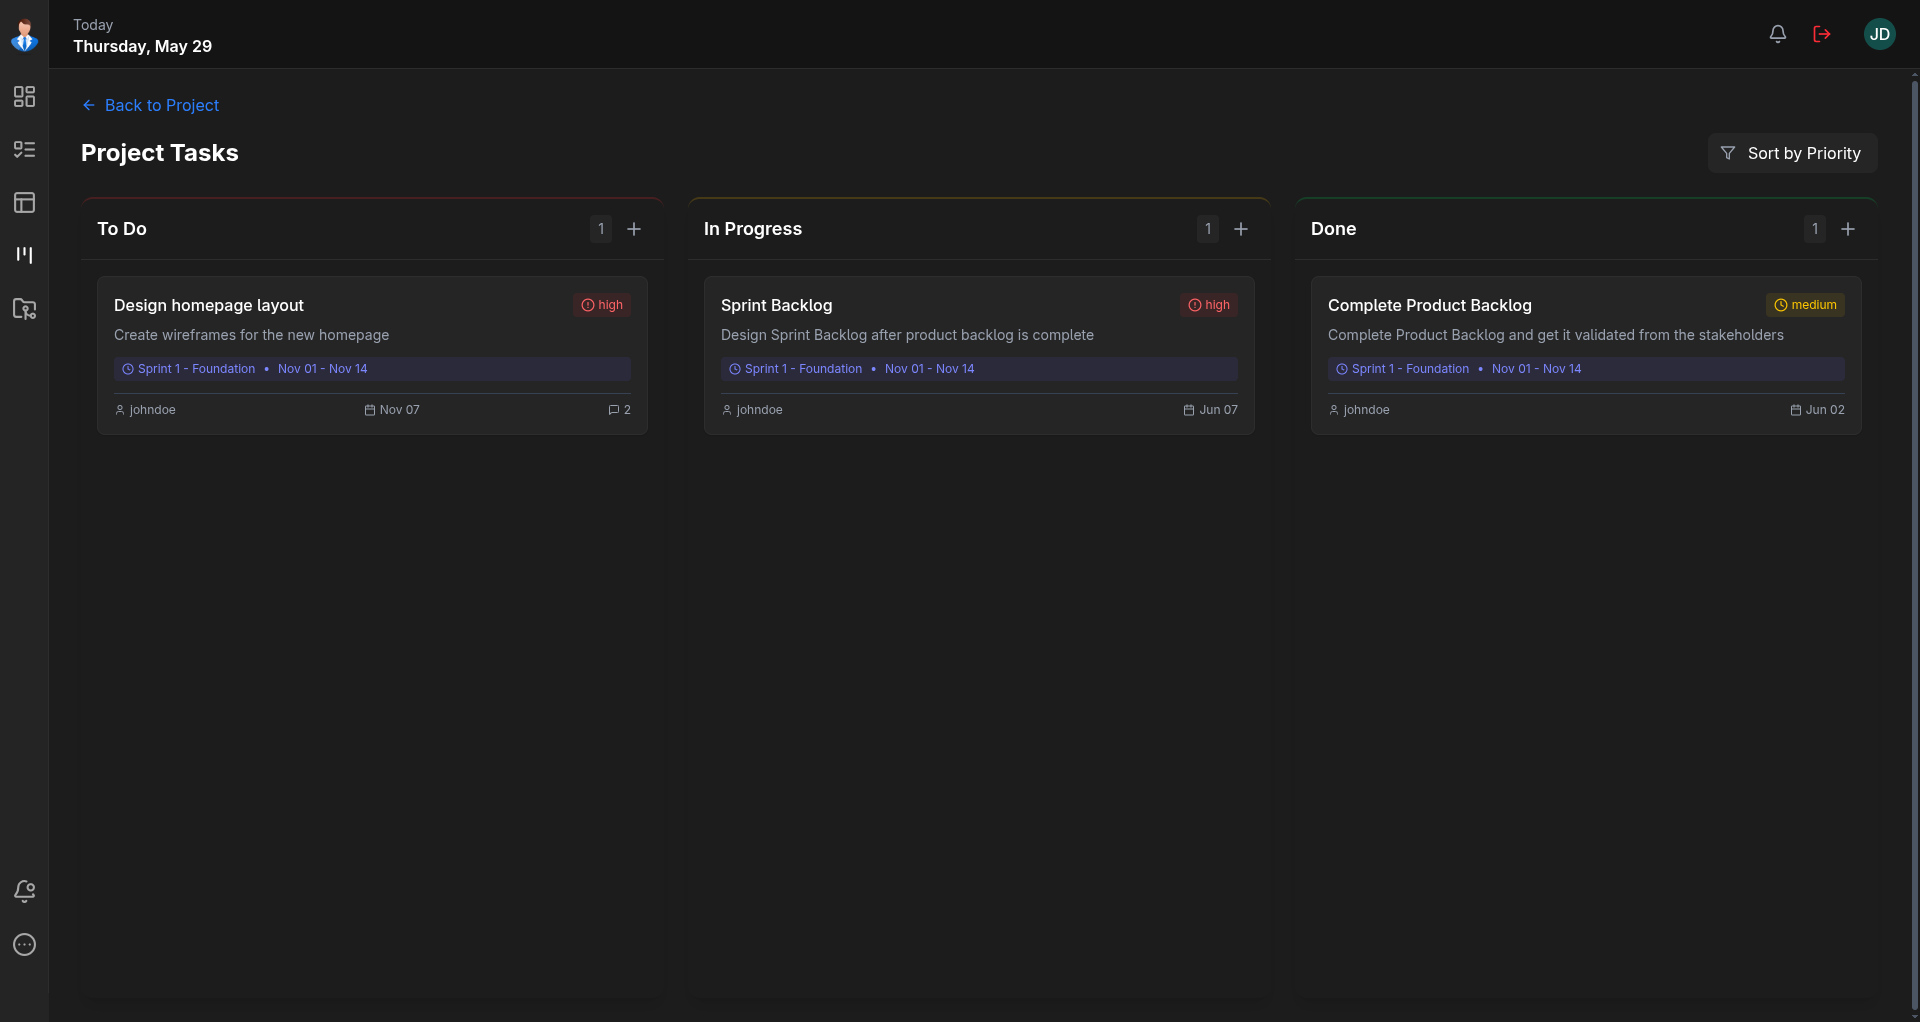 Today
Thursday, May 29
JD
Back to Project
Project Tasks
Sort by Priority
To Do
1
Design homepage layout
high
Create wireframes for the new homepage
Sprint 1 - Foundation • Nov 01 - Nov 14
johndoe
Nov 07
2
In Progress
1
Sprint Backlog
high
Design Sprint Backlog after product backlog is complete
Sprint 1 - Foundation • Nov 01 - Nov 14
johndoe
Jun 07
Done
1
Complete Product Backlog
medium
Complete Product Backlog and get it validated from the stakeholders
Sprint 1 - Foundation • Nov 01 - Nov 14
johndoe
Jun 02